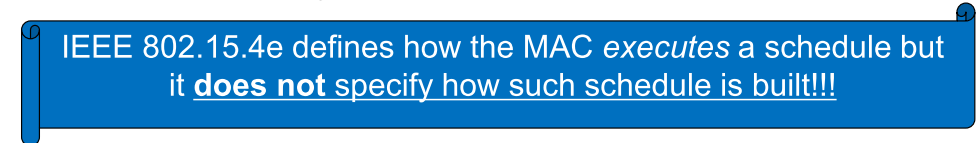 IEEE 802.15.4e defines how the MAC executes a schedule but
it does not specify how such schedule is built!!!